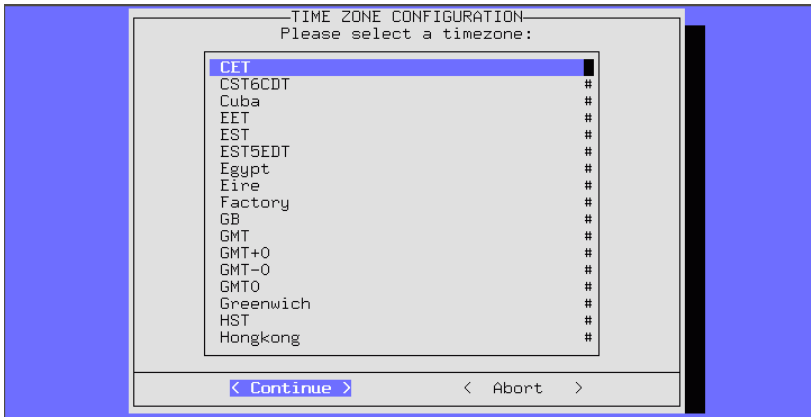 TIME ZONE CONFIGURATION
Please select a timezone:
CET
CST6CDT #
Cuba #
EET #
EST #
EST5EDT #
Egypt #
Eire #
Factory #
GB #
GMT #
GMT+0 #
GMT-0 #
GMT0 #
Greenwich #
HST #
Hongkong #
< Continue > < Abort >